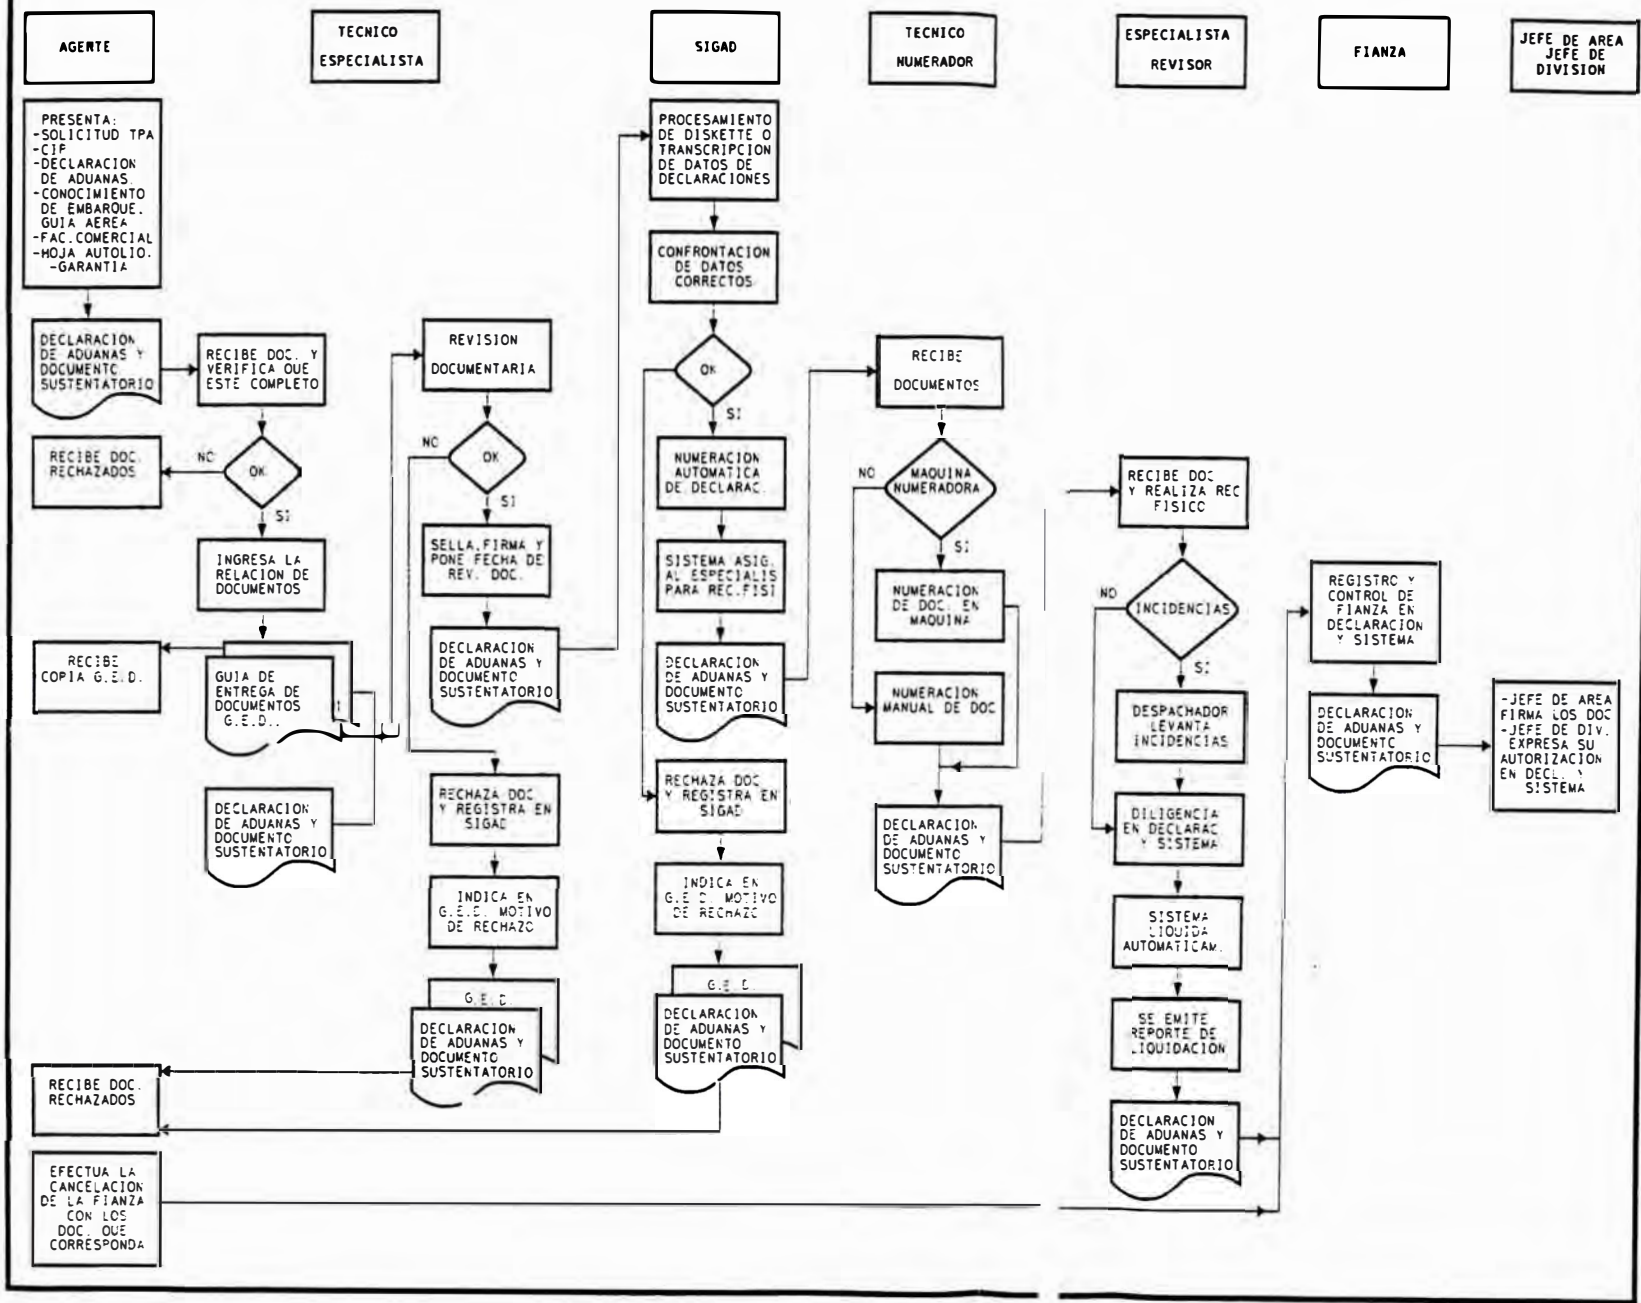 AGENTE
TECNICO
ESPECIALISTA
SIGAD
TECNICO
NUMERADOR
ESPECIALISTA
REVISOR
FIANZA
JEFE DE AREA
JEFE DE
DIVISION
PRESENTA:
-SOLICITUD TPA
-CIF
-DECLARACION
DE ADUANAS.
-CONOCIMIENTO
DE EMBARQUE.
GUIA AEREA
-FAC.COMERCIAL
-HOJA AUTOLIQ.
-GARANTIA
DECLARACION
DE ADUANAS Y
DOCUMENTO
SUSTENTATORIO
RECIBE DOC. Y
VERIFICA QUE
ESTE COMPLETO
OK
NO
SI
RECIBE DOC.
RECHAZADOS
INGRESA LA
RELACION DE
DOCUMENTOS
RECIBE
COPIA G.E.D.
GUIA DE
ENTREGA DE
DOCUMENTOS
G.E.D..
DECLARACION
DE ADUANAS Y
DOCUMENTO
SUSTENTATORIO
REVISION
DOCUMENTARIA
OK
NO
SI
SELLA,FIRMA Y
PONE FECHA DE
REV. DOC.
DECLARACION
DE ADUANAS Y
DOCUMENTO
SUSTENTATORIO
RECHAZA DOC
Y REGISTRA EN
SIGAD
INDICA EN
G.E.D. MOTIVO
DE RECHAZO
G.E.D.
DECLARACION
DE ADUANAS Y
DOCUMENTO
SUSTENTATORIO
RECIBE DOC.
RECHAZADOS
EFECTUA LA
CANCELACION
DE LA FIANZA
CON LOS
DOC. QUE
CORRESPONDA
PROCESAMIENTO
DE DISKETTE O
TRANSCRIPCION
DE DATOS DE
DECLARACIONES
CONFRONTACION
DE DATOS
CORRECTOS
OK
SI
NUMERACION
AUTOMATICA
DE DECLARAC.
SISTEMA ASIG.
AL ESPECIALIS
PARA REC.FISI
DECLARACION
DE ADUANAS Y
DOCUMENTO
SUSTENTATORIO
RECHAZA DOC
Y REGISTRA EN
SIGAD
INDICA EN
G.E.D. MOTIVO
DE RECHAZO
G.E.D.
DECLARACION
DE ADUANAS Y
DOCUMENTO
SUSTENTATORIO
RECIBE
DOCUMENTOS
NO
MAQUINA
NUMERADORA
SI
NUMERACION
DE DOC. EN
MAQUINA
NUMERACION
MANUAL DE DOC
DECLARACION
DE ADUANAS Y
DOCUMENTO
SUSTENTATORIO
RECIBE DOC
Y REALIZA REC
FISICO
NO
INCIDENCIAS
SI
DESPACHADOR
LEVANTA
INCIDENCIAS
DILIGENCIA
EN DECLARAC.
Y SISTEMA
SISTEMA
LIQUIDA
AUTOMATICAM.
SE EMITE
REPORTE DE
LIQUIDACION
DECLARACION
DE ADUANAS Y
DOCUMENTO
SUSTENTATORIO
REGISTRO Y
CONTROL DE
FIANZA EN
DECLARACION
Y SISTEMA
DECLARACION
DE ADUANAS Y
DOCUMENTO
SUSTENTATORIO
-JEFE DE AREA
FIRMA LOS DOC
-JEFE DE DIV.
EXPRESA SU
AUTORIZACION
EN DECL. Y
SISTEMA